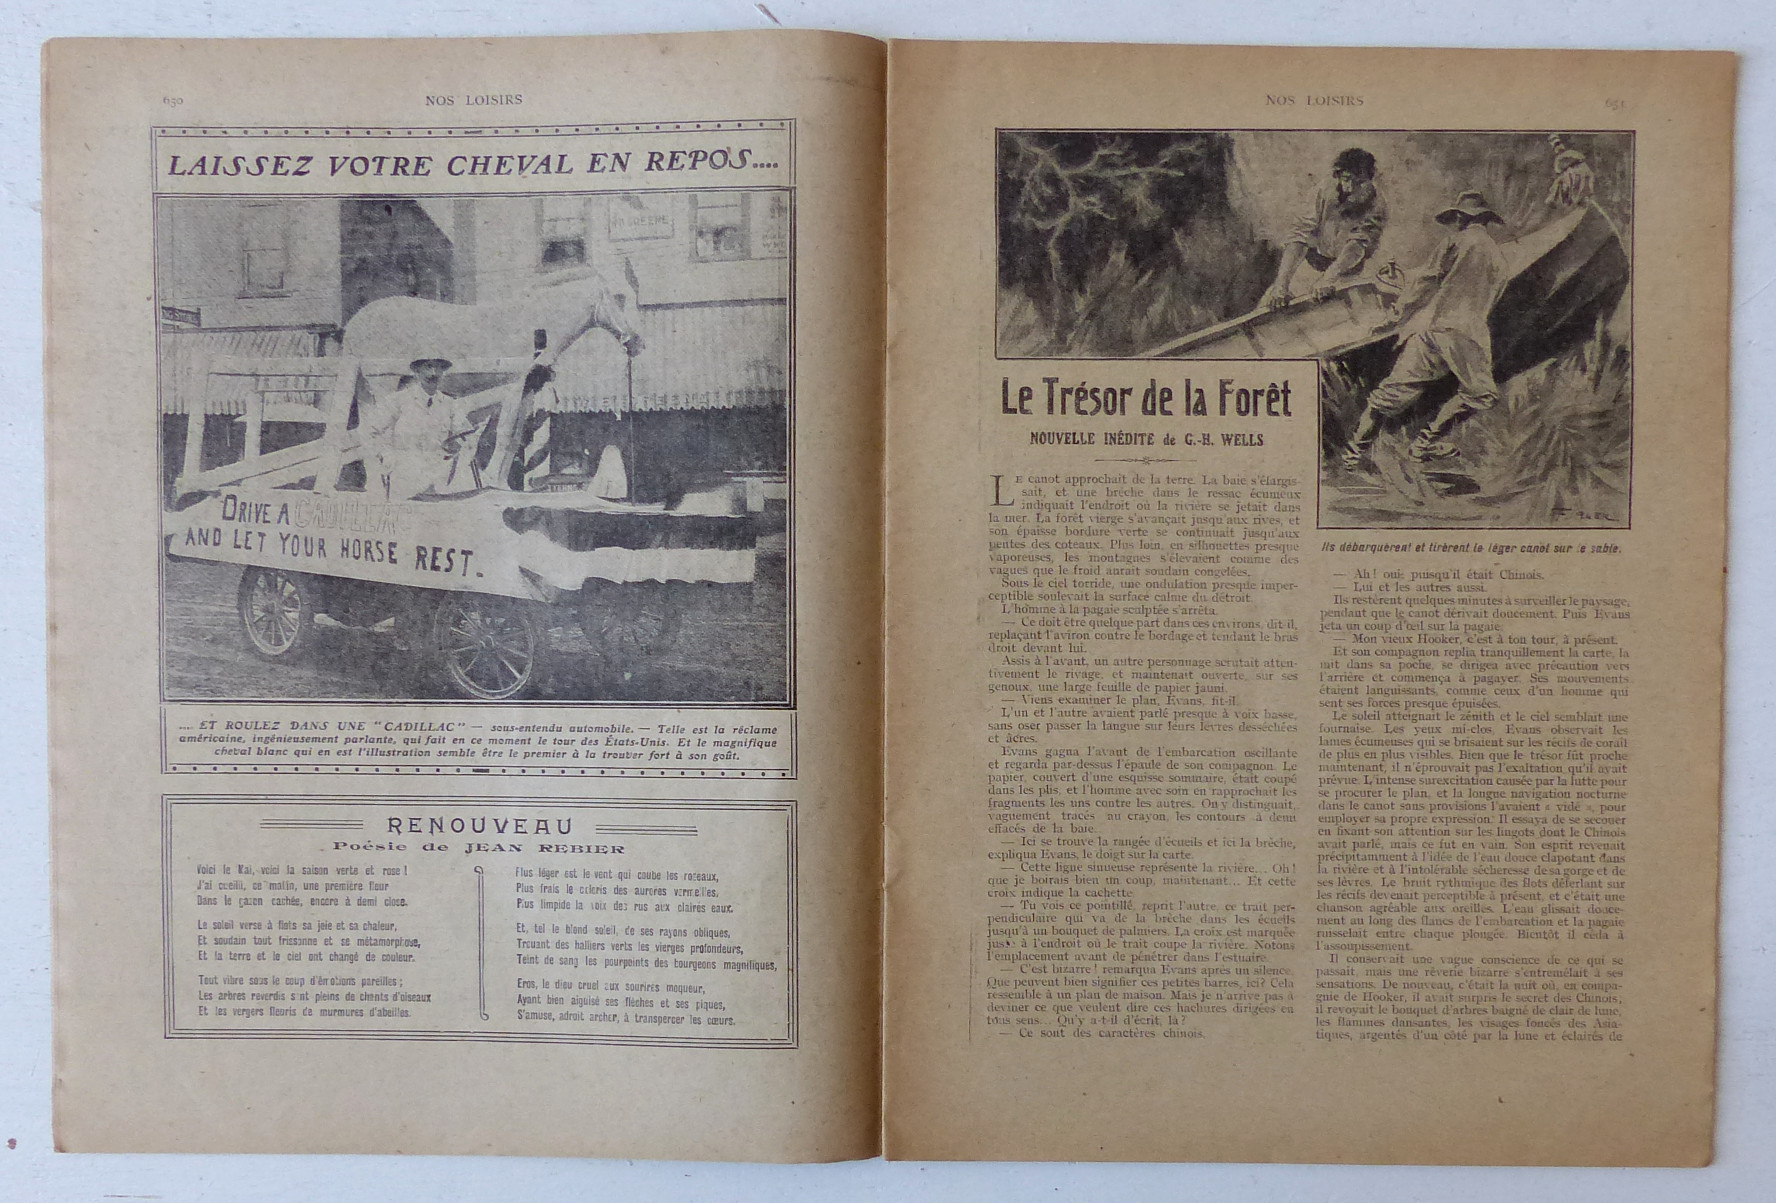 650
NOS LOISIRS
LAISSEZ VOTRE CHEVAL EN REPOS....
DRIVE A CADILLAC
AND LET YOUR HORSE REST.
.... ET ROULEZ DANS UNE "CADILLAC" — sous-entendu automobile. — Telle est la réclame
américaine, ingénieusement parlante, qui fait en ce moment le tour des États-Unis. Et le magnifique
cheval blanc qui en est l'illustration semble être le premier à la trouver fort à son goût.
RENOUVEAU
Poésie de JEAN REBIER
Voici le Mai, voici la saison verte et rose !
J'ai cueilli, ce matin, une première fleur
Dans le gazon cachée, encore à demi close.
Le soleil verse à flots sa joie et sa chaleur,
Et soudain tout frissonne et se métamorphose,
Et la terre et le ciel ont changé de couleur.
Tout vibre sous le coup d'émotions pareilles ;
Les arbres reverdis sont pleins de chants d'oiseaux
Et les vergers fleuris de murmures d'abeilles.
Plus léger est le vent qui courbe les roseaux,
Plus frais le coloris des aurores vermeilles,
Plus limpide la voix des rus aux claires eaux.
Et, tel le blond soleil, de ses rayons obliques,
Trouant des halliers verts les vierges profondeurs,
Teint de sang les pourpoints des bourgeons magnifiques,
Eros, le dieu cruel aux sourires moqueur,
Ayant bien aiguisé ses flèches et ses piques,
S'amuse, adroit archer, à transpercer les cœurs.
NOS LOISIRS
651
Le Trésor de la Forêt
NOUVELLE INÉDITE de G.-H. WELLS
LE canot approchait de la terre. La baie s'élargis-
sait, et une brèche dans le ressac écumeux
indiquait l'endroit où la rivière se jetait dans
la mer. La forêt vierge s'avançait jusqu'aux rives, et
son épaisse bordure verte se continuait jusqu'aux
pentes des coteaux. Plus loin, en silhouettes presque
vaporeuses, les montagnes s'élevaient comme des
vagues que le froid aurait soudain congelées.
Sous le ciel torride, une ondulation presque imper-
ceptible soulevait la surface calme du détroit.
L'homme à la pagaie sculptée s'arrêta.
— Ce doit être quelque part dans ces environs, dit-il,
replaçant l'aviron contre le bordage et tendant le bras
droit devant lui.
Assis à l'avant, un autre personnage scrutait atten-
tivement le rivage, et maintenait ouverte, sur ses
genoux, une large feuille de papier jauni.
— Viens examiner le plan, Evans, fit-il.
L'un et l'autre avaient parlé presque à voix basse,
sans oser passer la langue sur leurs lèvres desséchées
et âcres.
Evans gagna l'avant de l'embarcation oscillante
et regarda par-dessus l'épaule de son compagnon. Le
papier, couvert d'une esquisse sommaire, était coupé
dans les plis, et l'homme avec soin en rapprochait les
fragments les uns contre les autres. On y distinguait,
vaguement tracés au crayon, les contours à demi
effacés de la baie.
— Ici se trouve la rangée d'écueils et ici la brèche,
expliqua Evans, le doigt sur la carte.
— Cette ligne sinueuse représente la rivière... Oh !
que je boirais bien un coup, maintenant... Et cette
croix indique la cachette.
— Tu vois ce pointillé, reprit l'autre, ce trait per-
pendiculaire qui va de la brèche dans les écueils
jusqu'à un bouquet de palmiers. La croix est marquée
juste à l'endroit où le trait coupe la rivière. Notons
l'emplacement avant de pénétrer dans l'estuaire.
— C'est bizarre ! remarqua Evans après un silence.
Que peuvent bien signifier ces petites barres, ici? Cela
ressemble à un plan de maison. Mais je n'arrive pas à
deviner ce que veulent dire ces hachures dirigées en
tous sens... Qu'y a-t-il d'écrit, là ?
— Ce sont des caractères chinois.
Ils débarquèrent et tirèrent le léger canot sur le sable.
— Ah ! oui, puisqu'il était Chinois.
— Lui et les autres aussi.
Ils restèrent quelques minutes à surveiller le paysage,
pendant que le canot dérivait doucement. Puis Evans
jeta un coup d'œil sur la pagaie.
— Mon vieux Hooker, c'est à ton tour, à présent.
Et son compagnon replia tranquillement la carte, la
mit dans sa poche, se dirigea avec précaution vers
l'arrière et commença à pagayer. Ses mouvements
étaient languissants, comme ceux d'un homme qui
sent ses forces presque épuisées.
Le soleil atteignait le zénith et le ciel semblait une
fournaise. Les yeux mi-clos, Evans observait les
lames écumeuses qui se brisaient sur les récifs de corail
de plus en plus visibles. Bien que le trésor fût proche
maintenant, il n'éprouvait pas l'exaltation qu'il avait
prévue. L'intense surexcitation causée par la lutte pour
se procurer le plan, et la longue navigation nocturne
dans le canot sans provisions l'avaient « vidé », pour
employer sa propre expression. Il essaya de se secouer
en fixant son attention sur les lingots dont le Chinois
avait parlé, mais ce fut en vain. Son esprit revenait
précipitamment à l'idée de l'eau douce clapotant dans
la rivière et à l'intolérable sécheresse de sa gorge et de
ses lèvres. Le bruit rythmique des flots déferlant sur
les récifs devenait perceptible à présent, et c'était une
chanson agréable aux oreilles. L'eau glissait douce-
ment au long des flancs de l'embarcation et la pagaie
ruisselait entre chaque plongée. Bientôt il céda à
l'assoupissement.
Il conservait une vague conscience de ce qui se
passait, mais une rêverie bizarre s'entremêlait à ses
sensations. De nouveau, c'était la nuit où, en compa-
gnie de Hooker, il avait surpris le secret des Chinois;
il revoyait le bouquet d'arbres baigné de clair de lune,
les flammes dansantes, les visages foncés des Asia-
tiques, argentés d'un côté par la lune et éclairés de